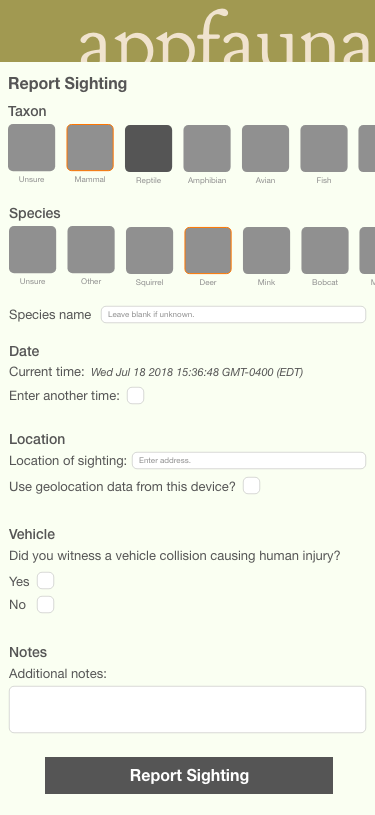 appfauna
Report Sighting
Taxon
Unsure Mammal Reptile Amphibian Avian Fish
Species
Unsure Other Squirrel Deer Mink Bobcat M
Species name Leave blank if unknown.
Date
Current time: Wed Jul 18 2018 15:36:48 GMT-0400 (EDT)
Enter another time:
Location
Location of sighting: Enter address.
Use geolocation data from this device?
Vehicle
Did you witness a vehicle collision causing human injury?
Yes
No
Notes
Additional notes:
Report Sighting